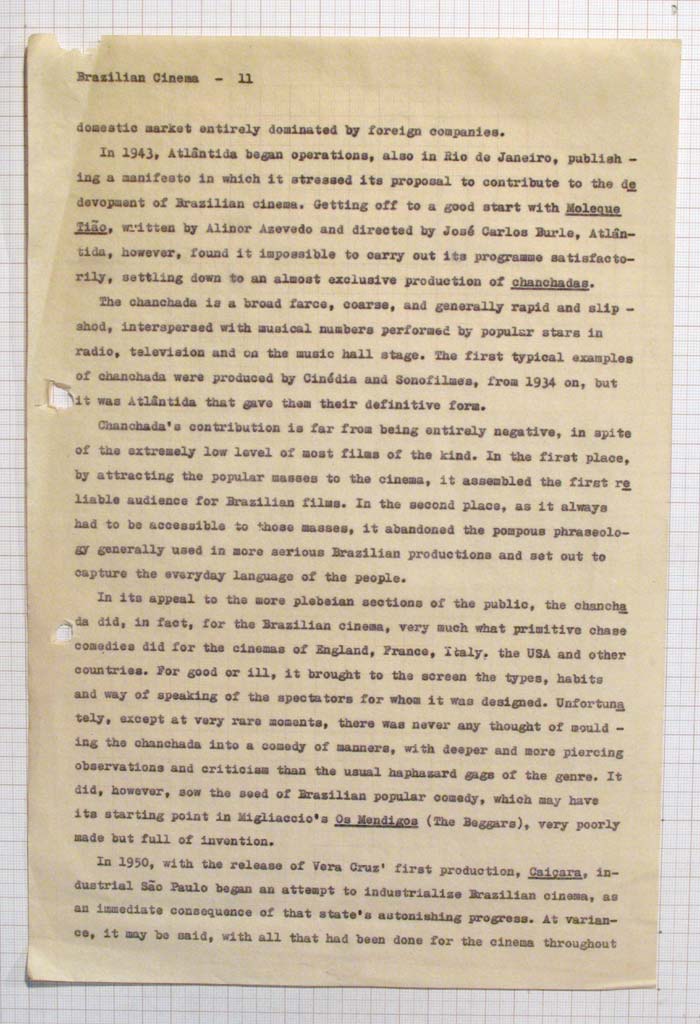 Brazilian Cinema - 11
domestic market entirely dominated by foreign companies.
In 1943, Atlântida began operations, also in Rio de Janeiro, publish -
ing a manifesto in which it stressed its proposal to contribute to the de
devopment of Brazilian cinema. Getting off to a good start with Moleque
Tião, written by Alinor Azevedo and directed by José Carlos Burle, Atlân-
tida, however, found it impossible to carry out its programme satisfacto-
rily, settling down to an almost exclusive production of chanchadas.
The chanchada is a broad farce, coarse, and generally rapid and slip -
shod, interspersed with musical numbers performed by popular stars in
radio, television and on the music hall stage. The first typical examples
of chanchada were produced by Cinédia and Sonofilmes, from 1934 on, but
it was Atlântida that gave them their definitive form.
Chanchada's contribution is far from being entirely negative, in spite
of the extremely low level of most films of the kind. In the first place,
by attracting the popular masses to the cinema, it assembled the first re
liable audience for Brazilian films. In the second place, as it always
had to be accessible to those masses, it abandoned the pompous phraseolo-
gy generally used in more serious Brazilian productions and set out to
capture the everyday language of the people.
In its appeal to the more plebeian sections of the public, the chancha
da did, in fact, for the Brazilian cinema, very much what primitive chase
comedies did for the cinemas of England, France, Italy, the USA and other
countries. For good or ill, it brought to the screen the types, habits
and way of speaking of the spectators for whom it was designed. Unfortuna
tely, except at very rare moments, there was never any thought of mould -
ing the chanchada into a comedy of manners, with deeper and more piercing
observations and criticism than the usual haphazard gags of the genre. It
did, however, sow the seed of Brazilian popular comedy, which may have
its starting point in Migliaccio's Os Mendigos (The Beggars), very poorly
made but full of invention.
In 1950, with the release of Vera Cruz' first production, Caiçara, in-
dustrial São Paulo began an attempt to industrialize Brazilian cinema, as
an immediate consequence of that state's astonishing progress. At varian-
ce, it may be said, with all that had been done for the cinema throughout